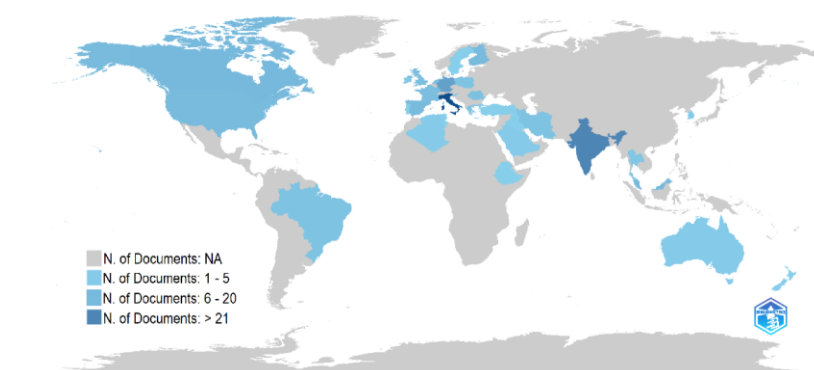 N. of Documents: NA
N. of Documents: 1 - 5
N. of Documents: 6 - 20
N. of Documents: > 21